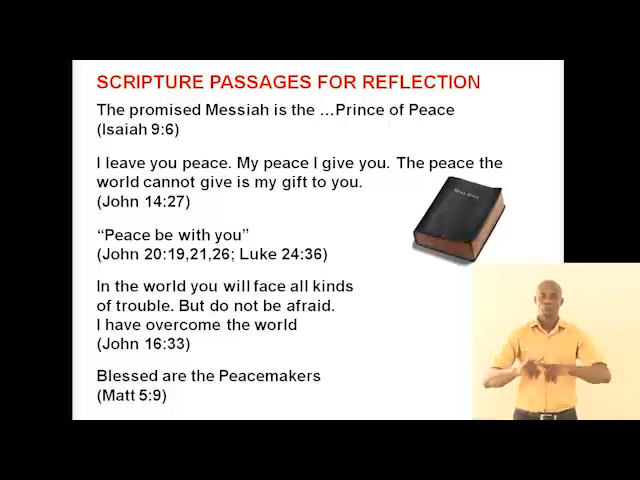 SCRIPTURE PASSAGES FOR REFLECTION
The promised Messiah is the …Prince of Peace
(Isaiah 9:6)
I leave you peace. My peace I give you. The peace the
world cannot give is my gift to you.
(John 14:27)
“Peace be with you”
(John 20:19,21,26; Luke 24:36)
In the world you will face all kinds
of trouble. But do not be afraid.
I have overcome the world
(John 16:33)
Blessed are the Peacemakers
(Matt 5:9)